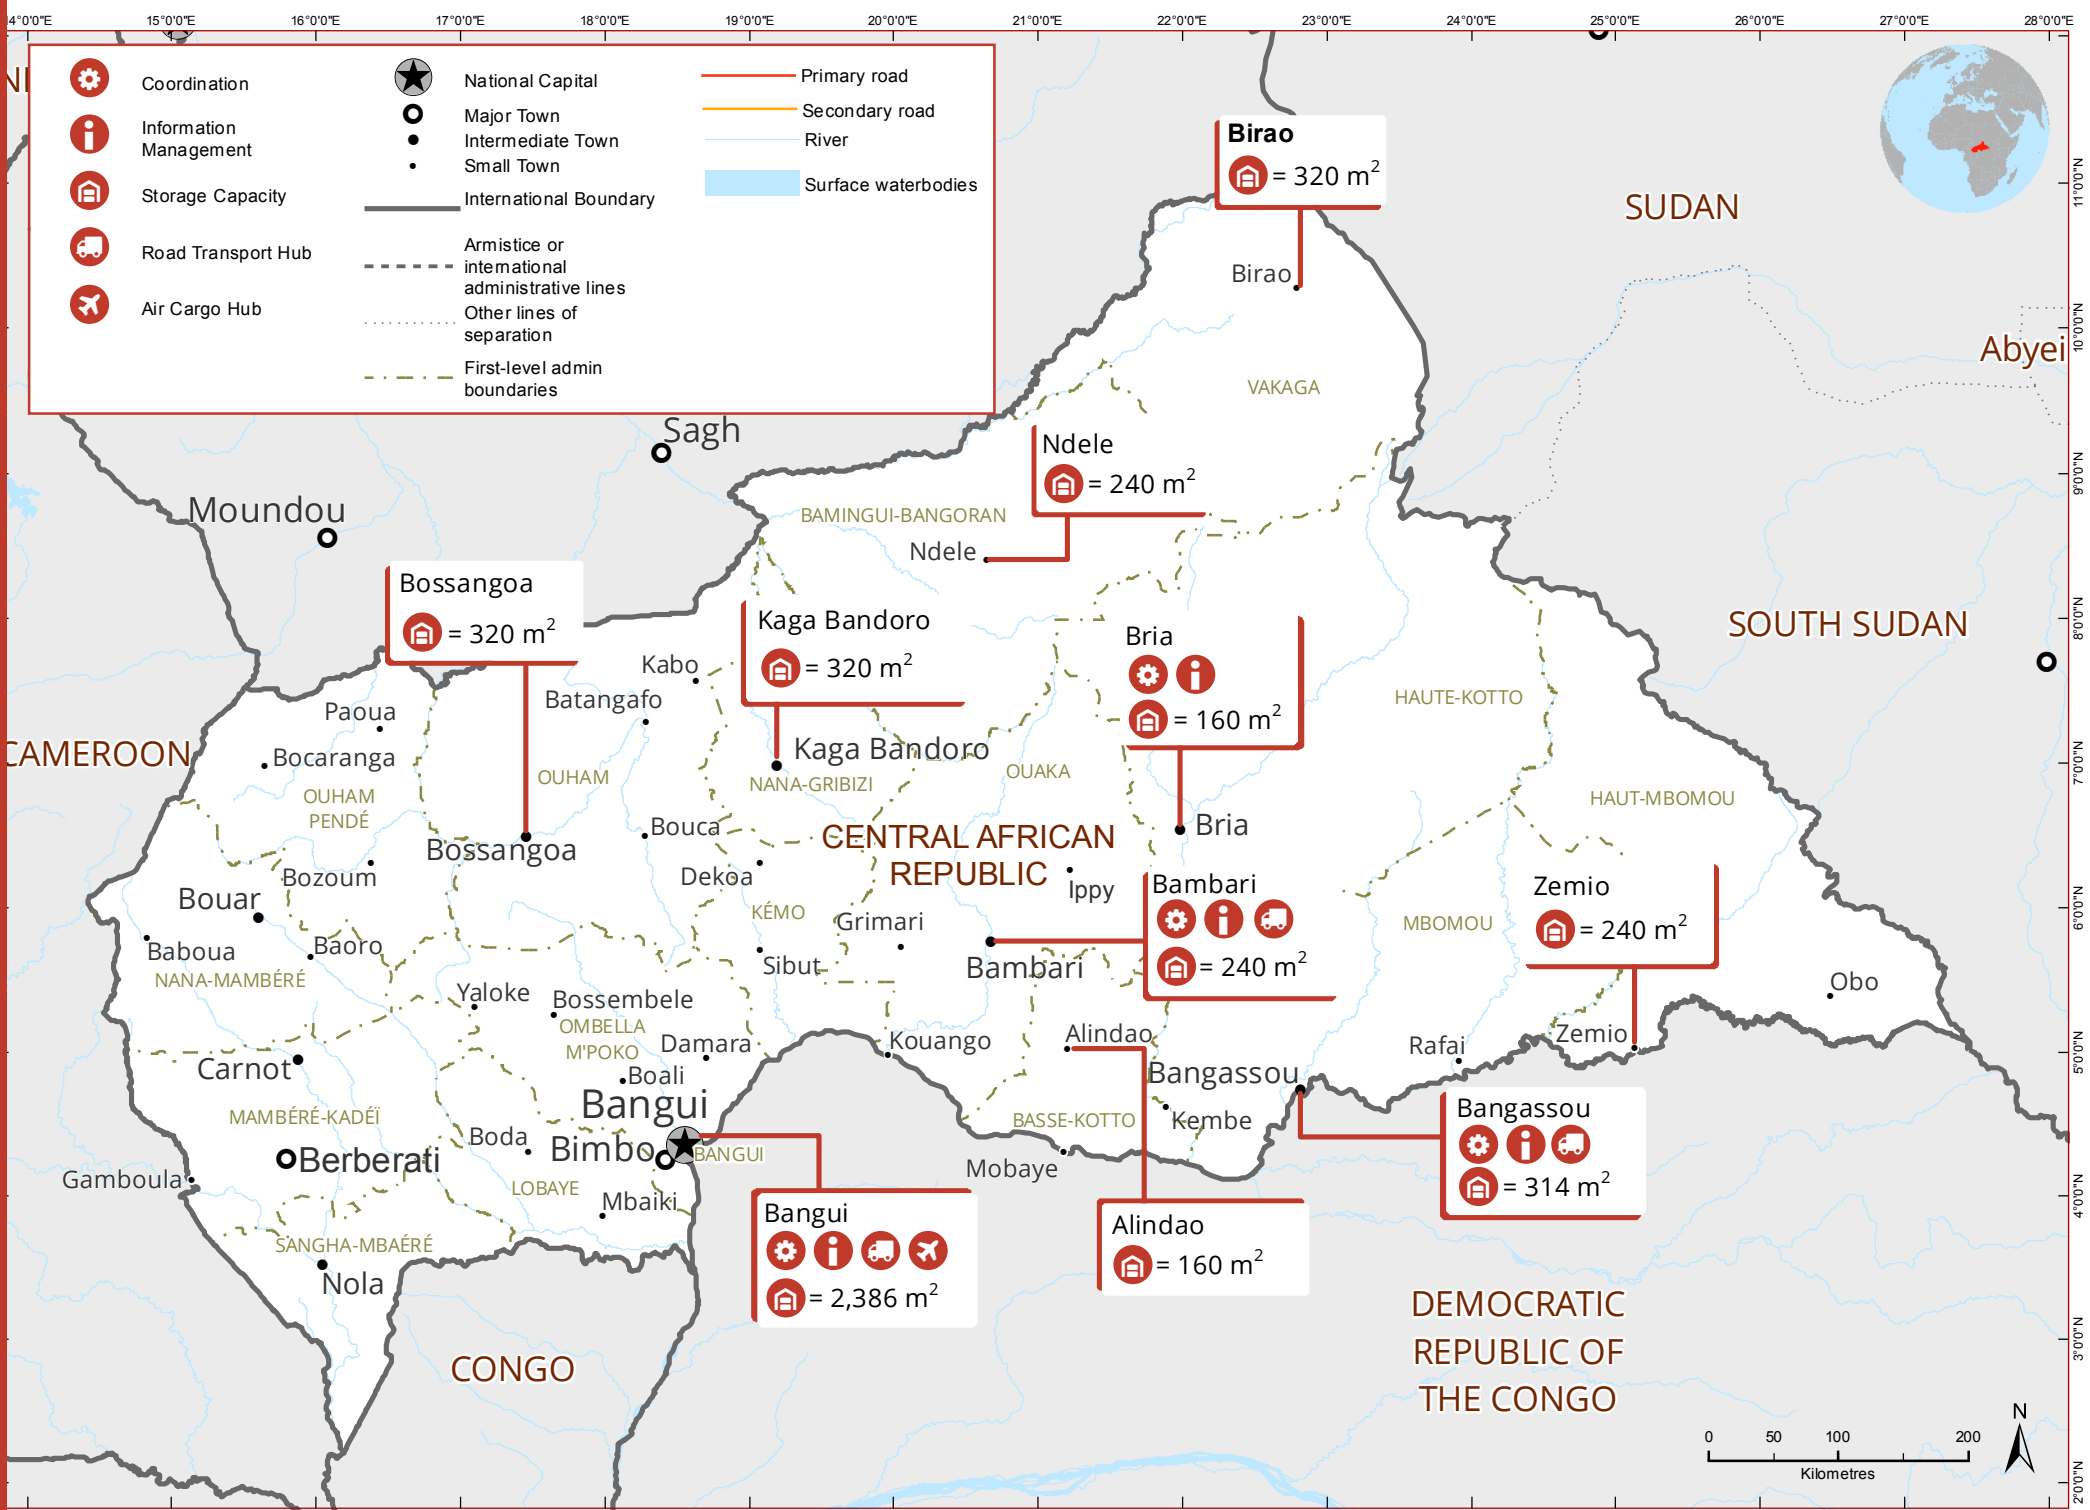 14°0'0"E
15°0'0"E
16°0'0"E
17°0'0"E
18°0'0"E
19°0'0"E
20°0'0"E
21°0'0"E
22°0'0"E
23°0'0"E
24°0'0"E
25°0'0"E
26°0'0"E
27°0'0"E
28°0'0"E
Coordination
Information
Management
Storage Capacity
Road Transport Hub
Air Cargo Hub
National Capital
Major Town
Intermediate Town
Small Town
International Boundary
Armistice or
international
administrative lines
Other lines of
separation
First-level admin
boundaries
Primary road
Secondary road
River
Surface waterbodies
Birao
= 320 m²
SUDAN
11°0'0"N
Birao
10°0'0"N
Abyei
VAKAGA
Sagh
Ndele
= 240 m²
9°0'0"N
Moundou
BAMINGUI-BANGORAN
Ndele
Bossangoa
= 320 m²
Kaga Bandoro
= 320 m²
Bria
= 160 m²
SOUTH SUDAN
8°0'0"N
Kabo
Batangafo
HAUTE-KOTTO
Paoua
CAMEROON
Bocaranga
Kaga Bandoro
OUHAM
NANA-GRIBIZI
OUAKA
7°0'0"N
OUHAM
PENDÉ
HAUT-MBOMOU
Bouca
CENTRAL AFRICAN
REPUBLIC
Bria
Bossangoa
Bozoum
Dekoa
Ippy
Bambari
= 240 m²
Zemio
= 240 m²
Bouar
KÉMO
Grimari
MBOMOU
6°0'0"N
Baboua
Baoro
Sibut
Bambari
NANA-MAMBÉRÉ
Yaloke
Bossembele
Obo
OMBELLA
M'POKO
Damara
Kouango
Alindao
Rafai
Zemio
5°0'0"N
Carnot
Boali
Bangassou
Bangui
MAMBÉRÉ-KADÉÏ
BASSE-KOTTO
Kembe
Bangassou
= 314 m²
Boda
Bimbo
BANGUI
Berberati
Mobaye
Gamboula
LOBAYE
Mbaiki
4°0'0"N
Bangui
= 2,386 m²
Alindao
= 160 m²
SANGHA-MBAÉRÉ
Nola
CONGO
DEMOCRATIC
REPUBLIC OF
THE CONGO
3°0'0"N
N
0 50 100 200
Kilometres
2°0'0"N